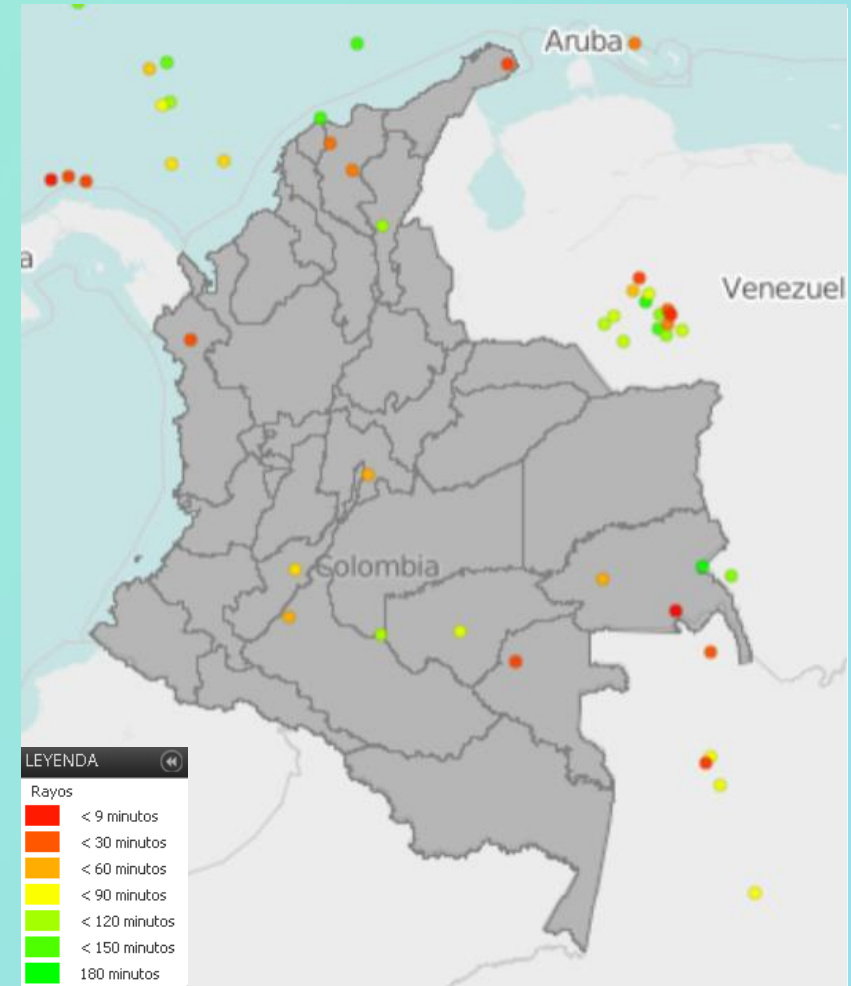 Aruba
a
Venezuel
Colombia
LEYENDA
Rayos
< 9 minutos
< 30 minutos
< 60 minutos
< 90 minutos
< 120 minutos
< 150 minutos
180 minutos